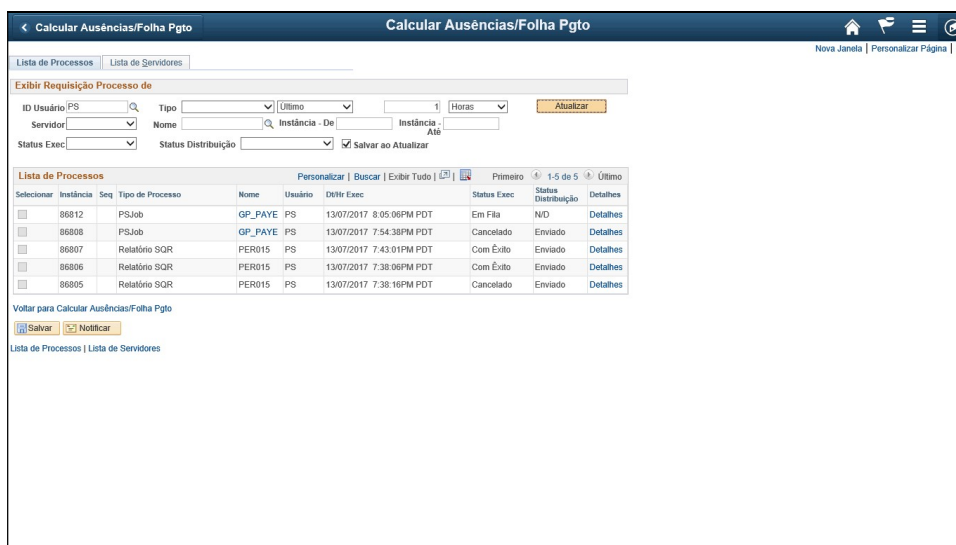 Calcular Ausências/Folha Pgto
Calcular Ausências/Folha Pgto
Nova Janela | Personalizar Página |
Lista de Processos Lista de Servidores
Exibir Requisição Processo de
ID Usuário PS Tipo Último 1 Horas Atualizar
Servidor Nome Instância - De Instância - Até
Status Exec Status Distribuição Salvar ao Atualizar
Lista de Processos Personalizar | Buscar | Exibir Tudo | | Primeiro 1-5 de 5 Último
Selecionar Instância Seq Tipo de Processo Nome Usuário Dt/Hr Exec Status Exec Status Distribuição Detalhes
86812 PSJob GP_PAYE PS 13/07/2017 8:05:06PM PDT Em Fila N/D Detalhes
86808 PSJob GP_PAYE PS 13/07/2017 7:54:38PM PDT Cancelado Enviado Detalhes
86807 Relatório SQR PER015 PS 13/07/2017 7:43:01PM PDT Com Êxito Enviado Detalhes
86806 Relatório SQR PER015 PS 13/07/2017 7:38:06PM PDT Com Êxito Enviado Detalhes
86805 Relatório SQR PER015 PS 13/07/2017 7:38:16PM PDT Cancelado Enviado Detalhes
Voltar para Calcular Ausências/Folha Pgto
Salvar Notificar
Lista de Processos | Lista de Servidores